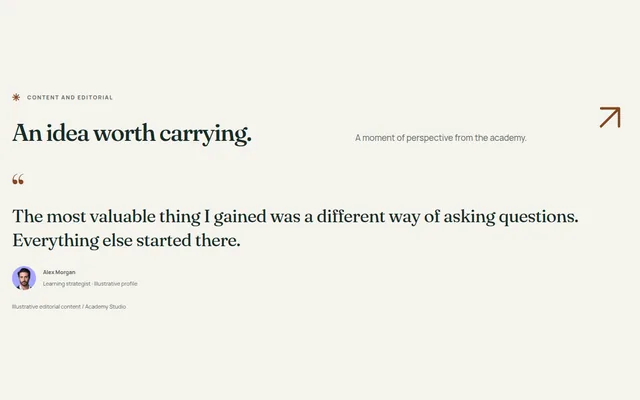 CONTENT AND EDITORIAL
An idea worth carrying.
A moment of perspective from the academy.
“
The most valuable thing I gained was a different way of asking questions.
Everything else started there.
Alex Morgan
Learning strategist · Illustrative profile
Illustrative editorial content / Academy Studio